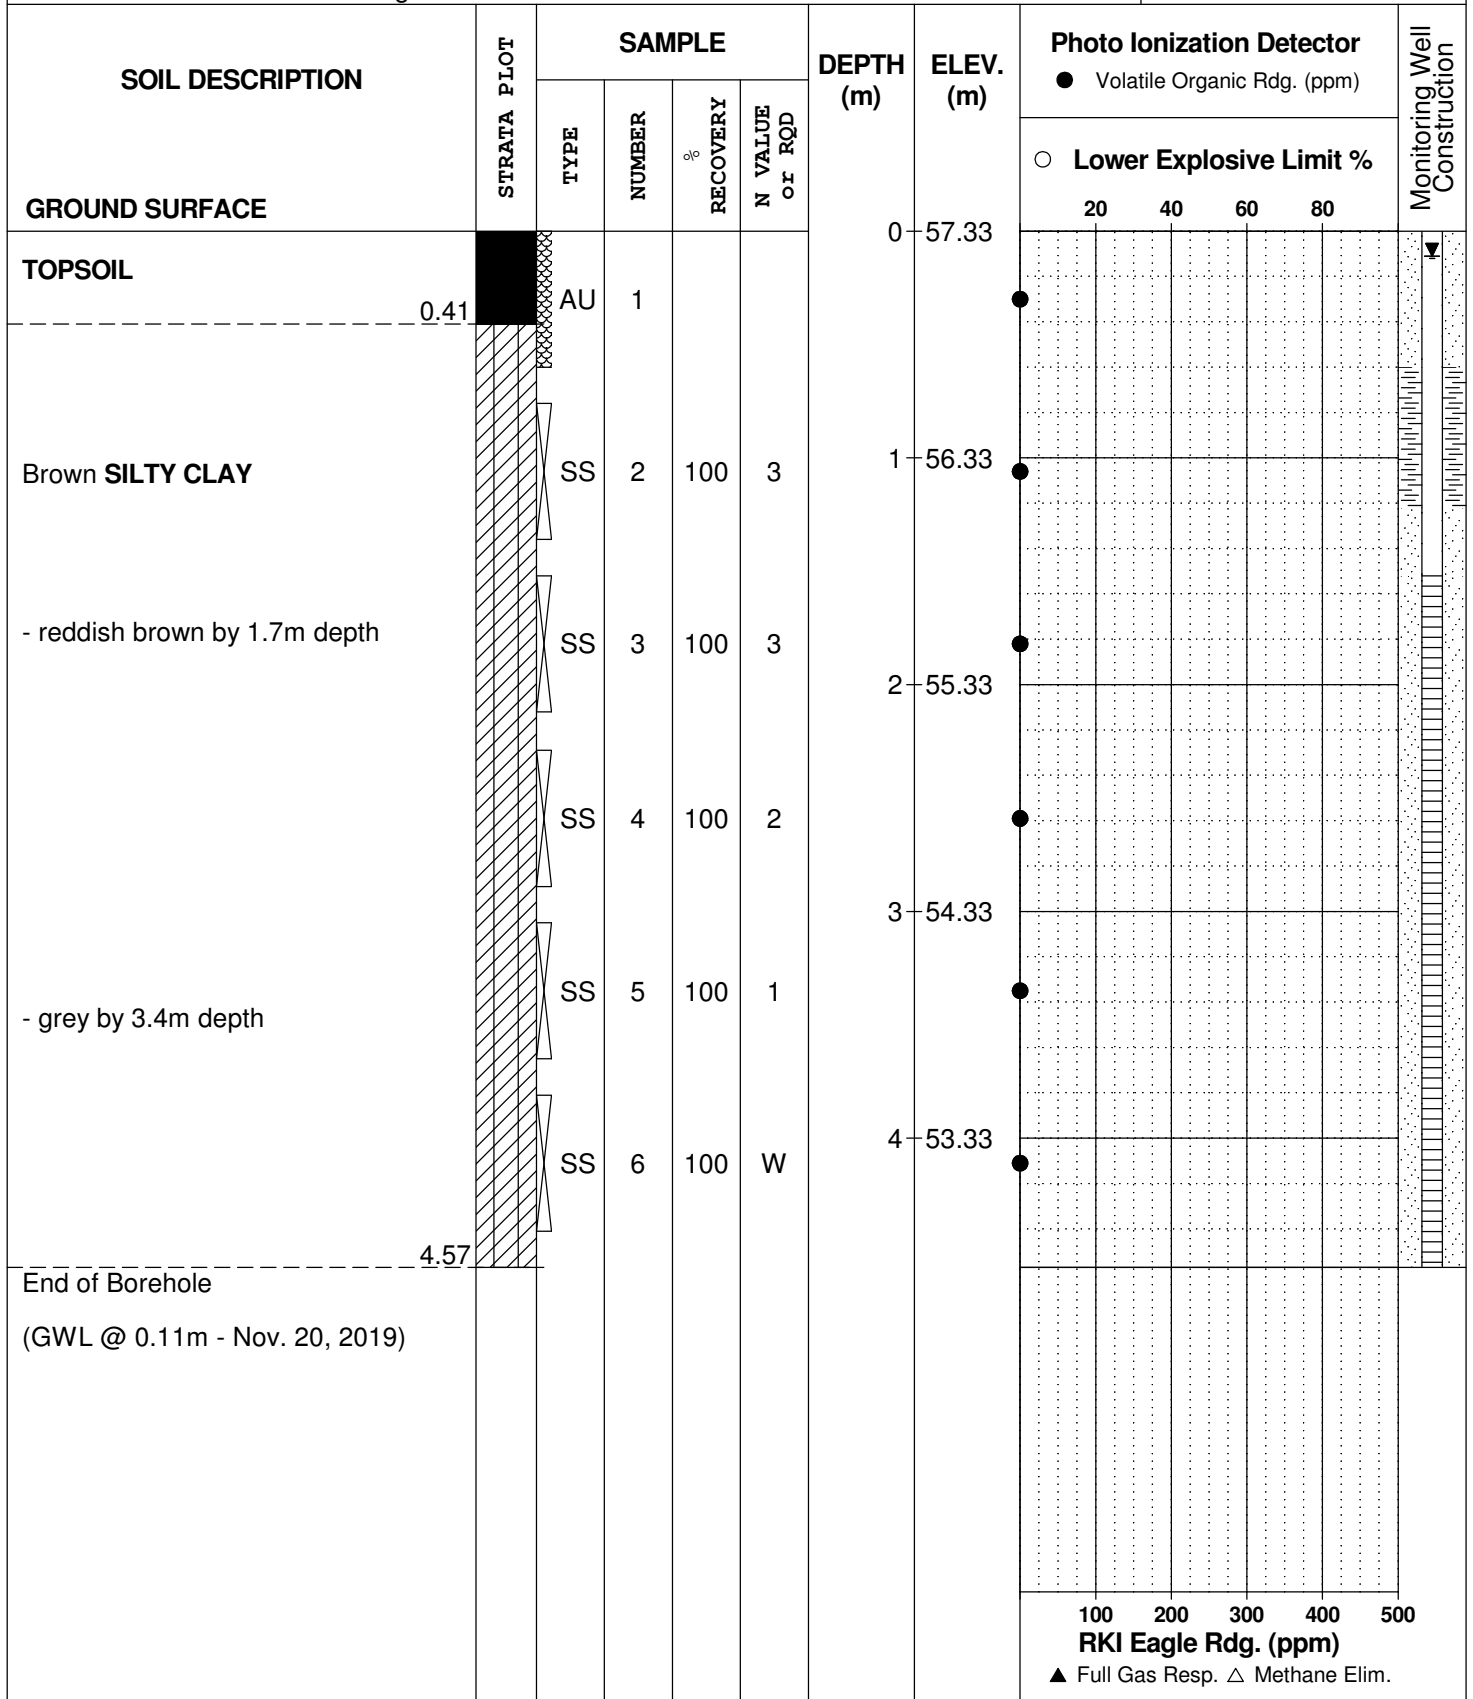 SOIL DESCRIPTION
GROUND SURFACE
STRATA PLOT
SAMPLE
TYPE
NUMBER
%
RECOVERY
N VALUE
or RQD
DEPTH
(m)
ELEV.
(m)
Photo Ionization Detector
● Volatile Organic Rdg. (ppm)
○ Lower Explosive Limit %
20 40 60 80
Monitoring Well
Construction
0 57.33
TOPSOIL
0.41
AU 1
Brown SILTY CLAY
SS 2 100 3
1 56.33
- reddish brown by 1.7m depth
SS 3 100 3
2 55.33
SS 4 100 2
3 54.33
SS 5 100 1
- grey by 3.4m depth
4 53.33
SS 6 100 W
4.57
End of Borehole
(GWL @ 0.11m - Nov. 20, 2019)
100 200 300 400 500
RKI Eagle Rdg. (ppm)
▲ Full Gas Resp. △ Methane Elim.